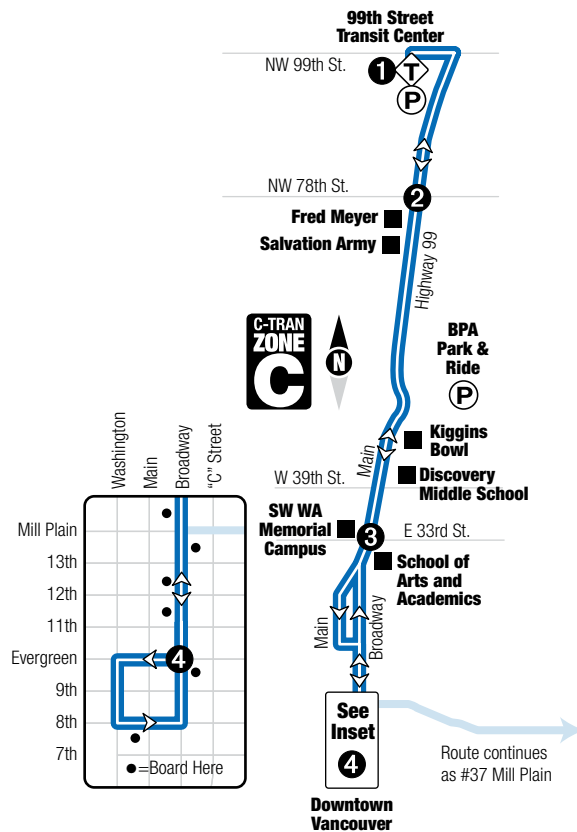 99th Street
Transit Center
NW 99th St.
1
T
P
NW 78th St.
2
Fred Meyer
Salvation Army
Highway 99
C-TRAN
ZONE
C
N
BPA
Park &
Ride
P
Kiggins
Bowl
Main
W 39th St.
Discovery
Middle School
SW WA
Memorial
Campus
3
E 33rd St.
School of
Arts and
Academics
Main
Broadway
See
Inset
4
Downtown
Vancouver
Route continues
as #37 Mill Plain
Washington
Main
Broadway
"C" Street
Mill Plain
13th
12th
11th
Evergreen
4
9th
8th
7th
●=Board Here